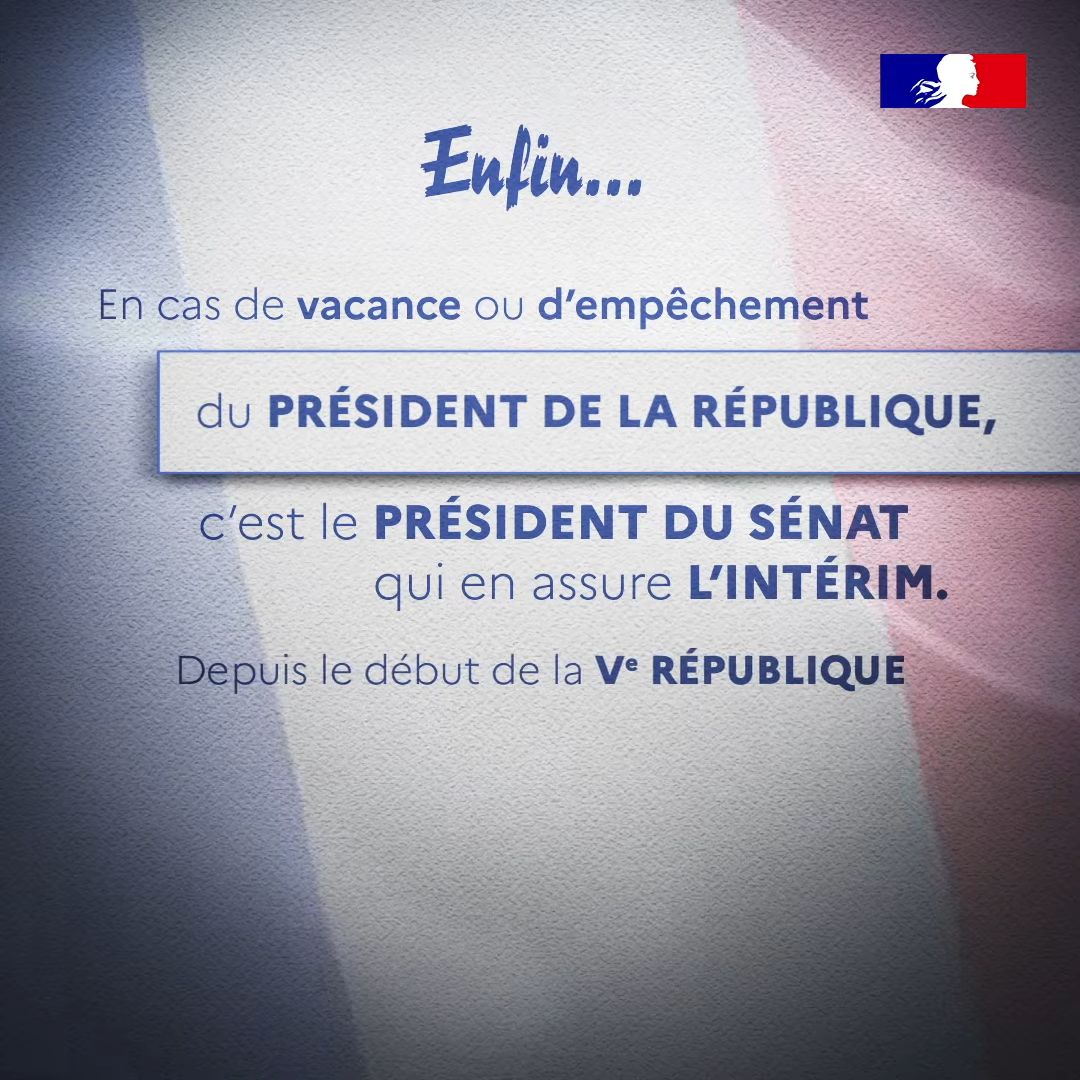 Enfin...
En cas de vacance ou d’empêchement
du PRÉSIDENT DE LA RÉPUBLIQUE,
c’est le PRÉSIDENT DU SÉNAT
qui en assure L’INTÉRIM.
Depuis le début de la Vᵉ RÉPUBLIQUE